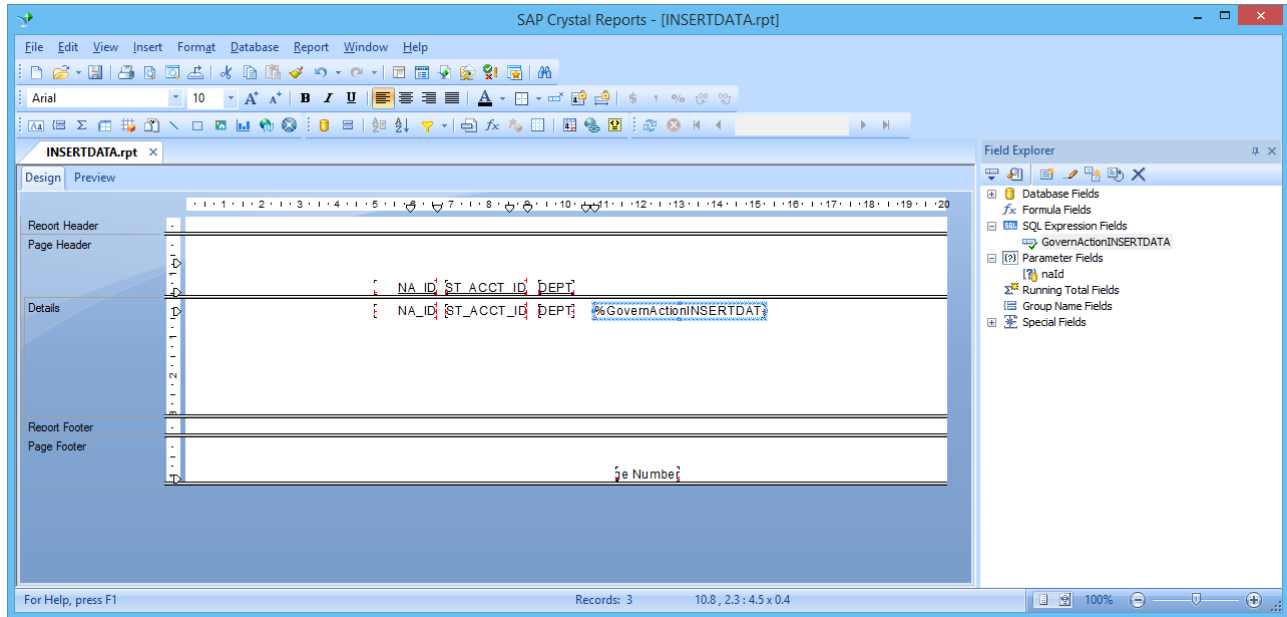 SAP Crystal Reports - [INSERTDATA.rpt]
File Edit View Insert Format Database Report Window Help
Arial 10
INSERTDATA.rpt
Design Preview
Report Header
Page Header
NA_ID ST_ACCT_ID DEPT
Details
NA_ID ST_ACCT_ID DEPT %GovernActionINSERTDAT
Report Footer
Page Footer
ge Number
Field Explorer
Database Fields
Formula Fields
SQL Expression Fields
GovernActionINSERTDATA
Parameter Fields
naId
Running Total Fields
Group Name Fields
Special Fields
For Help, press F1 Records: 3 10.8 , 2.3 : 4.5 x 0.4 100%